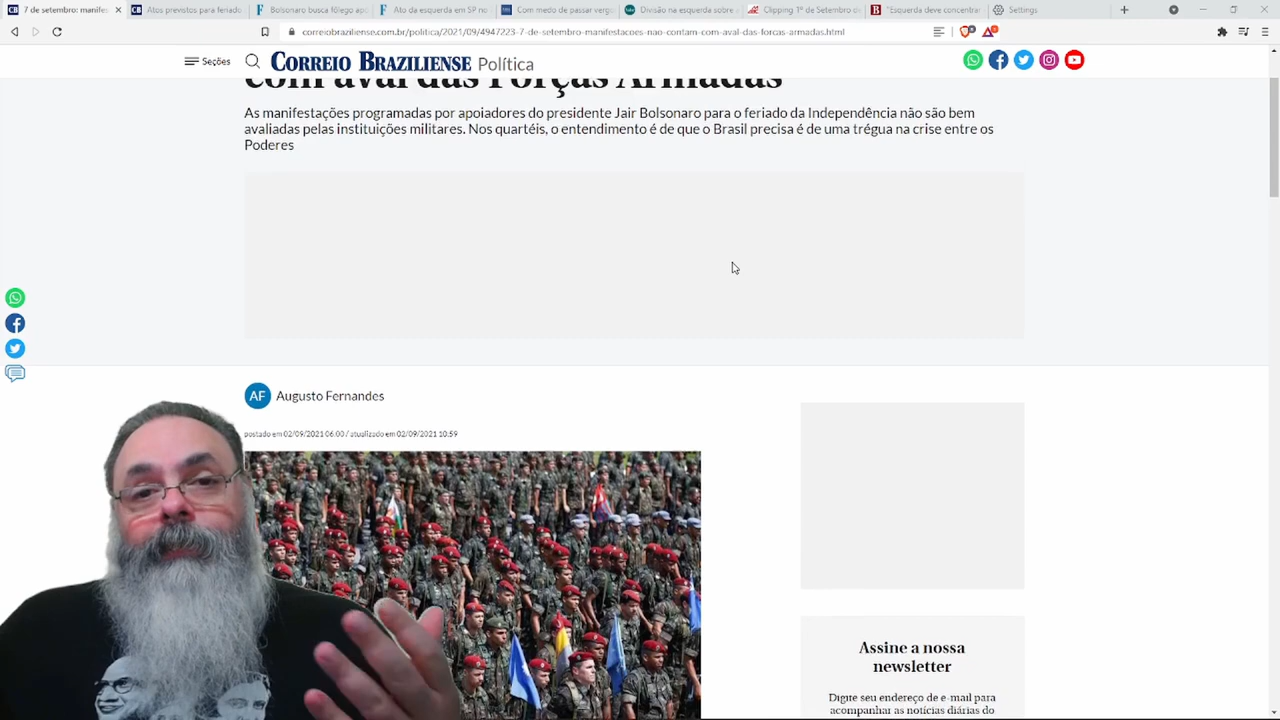 7 de setembro: manifes
Atos previstos para feriado
Bolsonaro busca fôlego apó
Ato da esquerda em SP no
Com medo de passar vergo
Divisão na esquerda sobre a
Clipping 1º de Setembro de
"Esquerda deve concentrar
Settings
correiobraziliense.com.br/politica/2021/09/4947223-7-de-setembro-manifestacoes-nao-contam-com-aval-das-forcas-armadas.html
Seções
CORREIO BRAZILIENSE Política
com aval das Forças Armadas
As manifestações programadas por apoiadores do presidente Jair Bolsonaro para o feriado da Independência não são bem
avaliadas pelas instituições militares. Nos quartéis, o entendimento é de que o Brasil precisa é de uma trégua na crise entre os
Poderes
AF Augusto Fernandes
postado em 02/09/2021 06:00 / atualizado em 02/09/2021 10:59
Assine a nossa
newsletter
Digite seu endereço de e-mail para
acompanhar as notícias diárias do